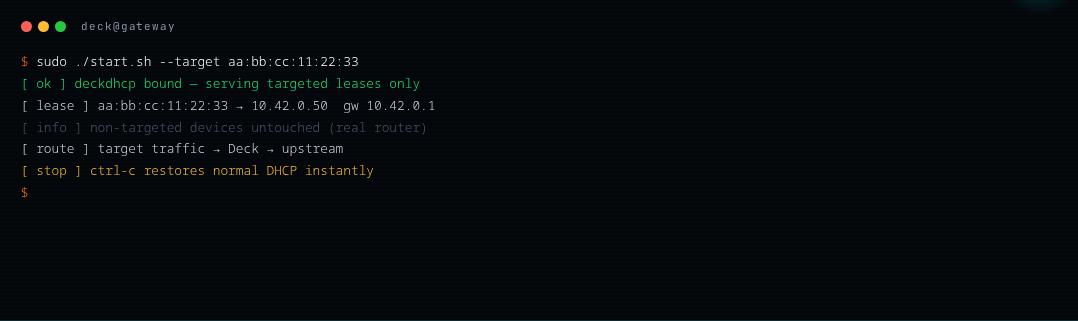 deck@gateway
$ sudo ./start.sh --target aa:bb:cc:11:22:33
[ ok ] deckdhcp bound — serving targeted leases only
[ lease ] aa:bb:cc:11:22:33 → 10.42.0.50  gw 10.42.0.1
[ info ] non-targeted devices untouched (real router)
[ route ] target traffic → Deck → upstream
[ stop ] ctrl-c restores normal DHCP instantly
$